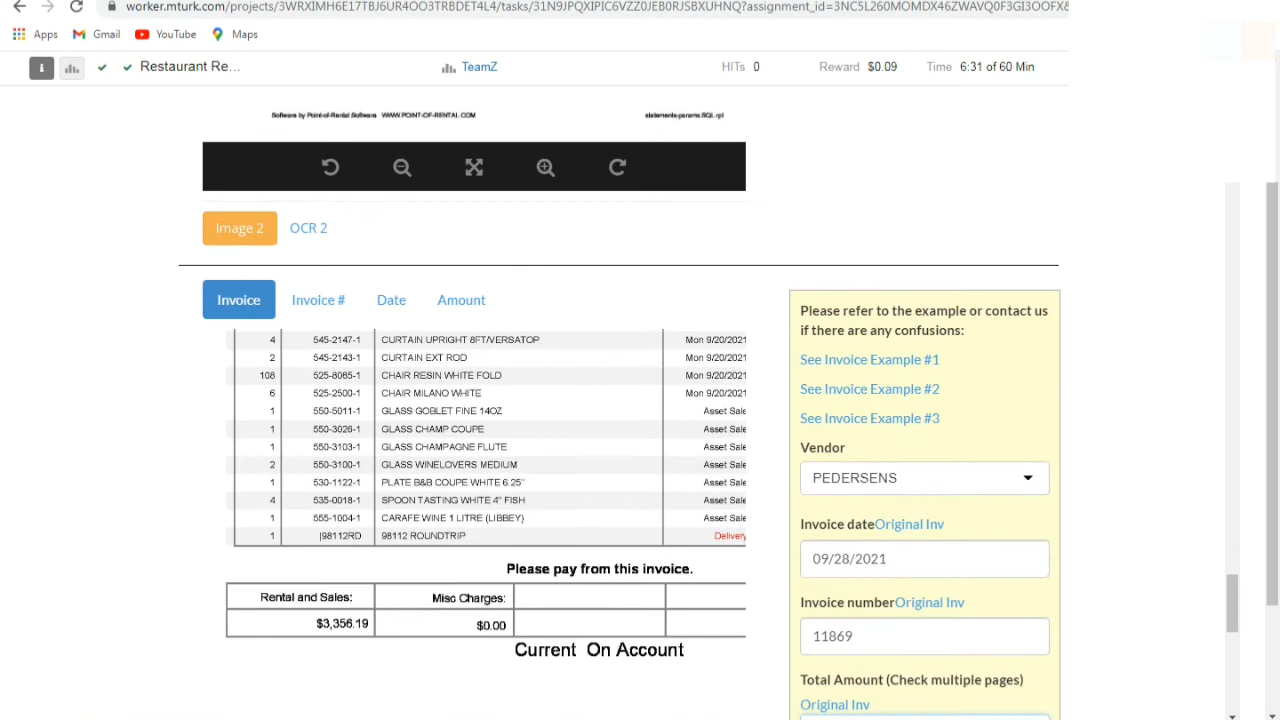 worker.mturk.com/projects/3WRXIMH6E17TBJ6UR4OO3TRBDET4L4/tasks/31N9JPQXIPIC6VZZ0JEB0RJSBXUHNQ?assignment_id=3NC5L260MOMDX46ZWAVQ0F3GI3OOFX&
Apps Gmail YouTube Maps
Restaurant Re... TeamZ HITs 0 Reward $0.09 Time 6:31 of 60 Min
Software by Point-of-Rental Software WWW.POINT-OF-RENTAL.COM statements-params.SQL.rpt
Image 2 OCR 2
Invoice Invoice # Date Amount
4 545-2147-1 CURTAIN UPRIGHT 8FT/VERSATOP Mon 9/20/2021
2 545-2143-1 CURTAIN EXT ROD Mon 9/20/2021
108 525-8085-1 CHAIR RESIN WHITE FOLD Mon 9/20/2021
6 525-2500-1 CHAIR MILANO WHITE Mon 9/20/2021
1 550-5011-1 GLASS GOBLET FINE 14OZ Asset Sale
1 550-3026-1 GLASS CHAMP COUPE Asset Sale
1 550-3103-1 GLASS CHAMPAGNE FLUTE Asset Sale
2 550-3100-1 GLASS WINELOVERS MEDIUM Asset Sale
1 530-1122-1 PLATE B&B COUPE WHITE 6.25" Asset Sale
4 535-0018-1 SPOON TASTING WHITE 4" FISH Asset Sale
1 555-1004-1 CARAFE WINE 1 LITRE (LIBBEY) Asset Sale
1 |98112RD 98112 ROUNDTRIP Delivery
Please pay from this invoice.
Rental and Sales: Misc Charges:
$3,356.19 $0.00
Current On Account
Please refer to the example or contact us
if there are any confusions:
See Invoice Example #1
See Invoice Example #2
See Invoice Example #3
Vendor
PEDERSENS
Invoice dateOriginal Inv
09/28/2021
Invoice numberOriginal Inv
11869
Total Amount (Check multiple pages)
Original Inv